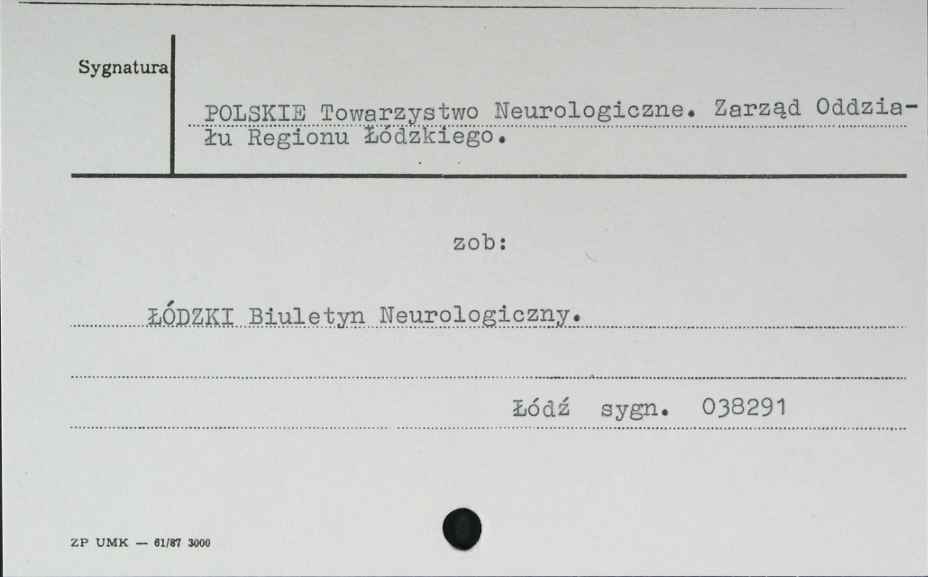 Sygnatura
POLSKIE Towarzystwo Neurologiczne. Zarząd Oddzia-
łu Regionu Łódzkiego.
zob:
ŁÓDZKI Biuletyn Neurologiczny.
Łódź sygn. 038291
ZP UMK — 61/87 3000